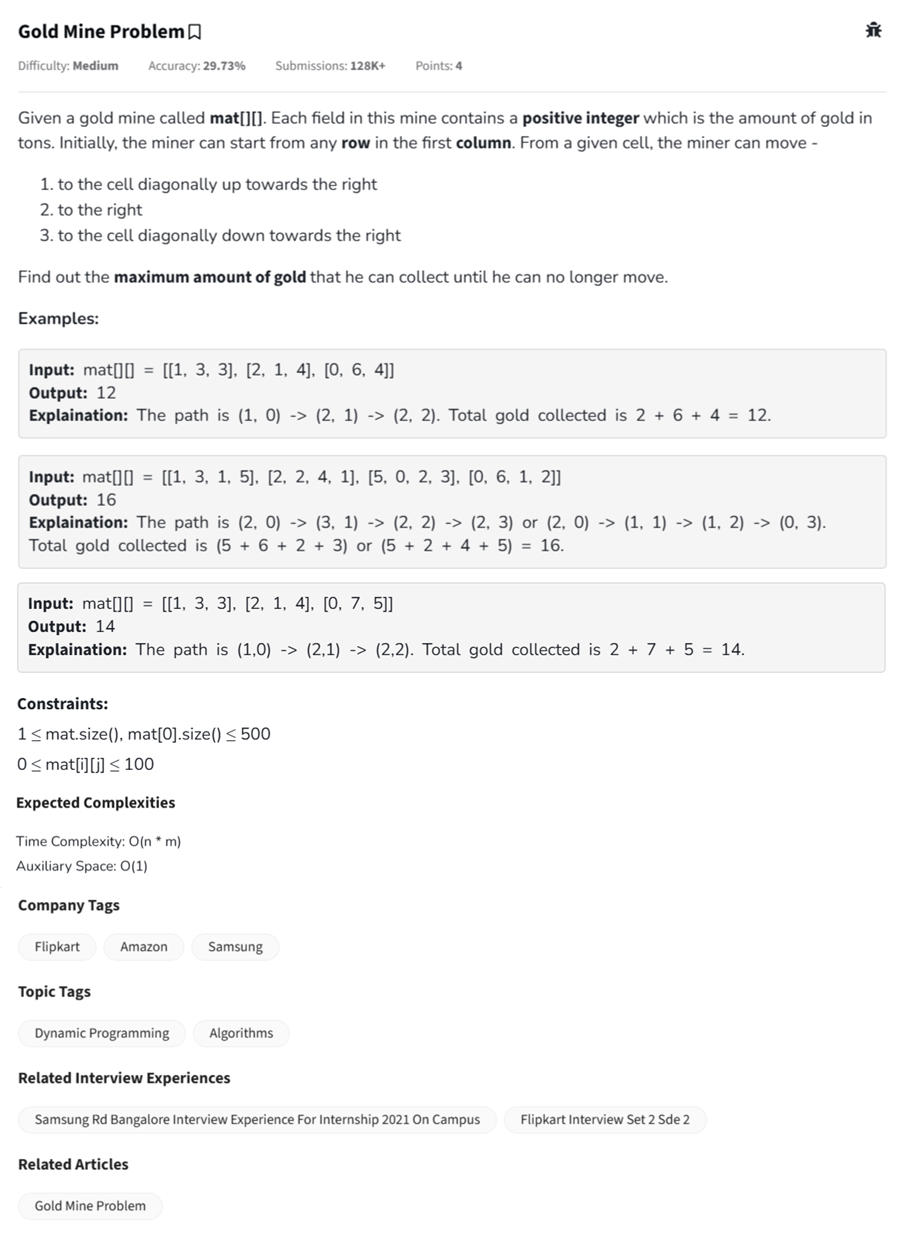 Gold Mine Problem
Difficulty: Medium Accuracy: 29.73% Submissions: 128K+ Points: 4
Given a gold mine called mat[][]. Each field in this mine contains a positive integer which is the amount of gold in
tons. Initially, the miner can start from any row in the first column. From a given cell, the miner can move -
1. to the cell diagonally up towards the right
2. to the right
3. to the cell diagonally down towards the right
Find out the maximum amount of gold that he can collect until he can no longer move.
Examples:
Input: mat[][] = [[1, 3, 3], [2, 1, 4], [0, 6, 4]]
Output: 12
Explaination: The path is (1, 0) -> (2, 1) -> (2, 2). Total gold collected is 2 + 6 + 4 = 12.
Input: mat[][] = [[1, 3, 1, 5], [2, 2, 4, 1], [5, 0, 2, 3], [0, 6, 1, 2]]
Output: 16
Explaination: The path is (2, 0) -> (3, 1) -> (2, 2) -> (2, 3) or (2, 0) -> (1, 1) -> (1, 2) -> (0, 3).
Total gold collected is (5 + 6 + 2 + 3) or (5 + 2 + 4 + 5) = 16.
Input: mat[][] = [[1, 3, 3], [2, 1, 4], [0, 7, 5]]
Output: 14
Explaination: The path is (1,0) -> (2,1) -> (2,2). Total gold collected is 2 + 7 + 5 = 14.
Constraints:
1 ≤ mat.size(), mat[0].size() ≤ 500
0 ≤ mat[i][j] ≤ 100
Expected Complexities
Time Complexity: O(n * m)
Auxiliary Space: O(1)
Company Tags
Flipkart Amazon Samsung
Topic Tags
Dynamic Programming Algorithms
Related Interview Experiences
Samsung Rd Bangalore Interview Experience For Internship 2021 On Campus Flipkart Interview Set 2 Sde 2
Related Articles
Gold Mine Problem